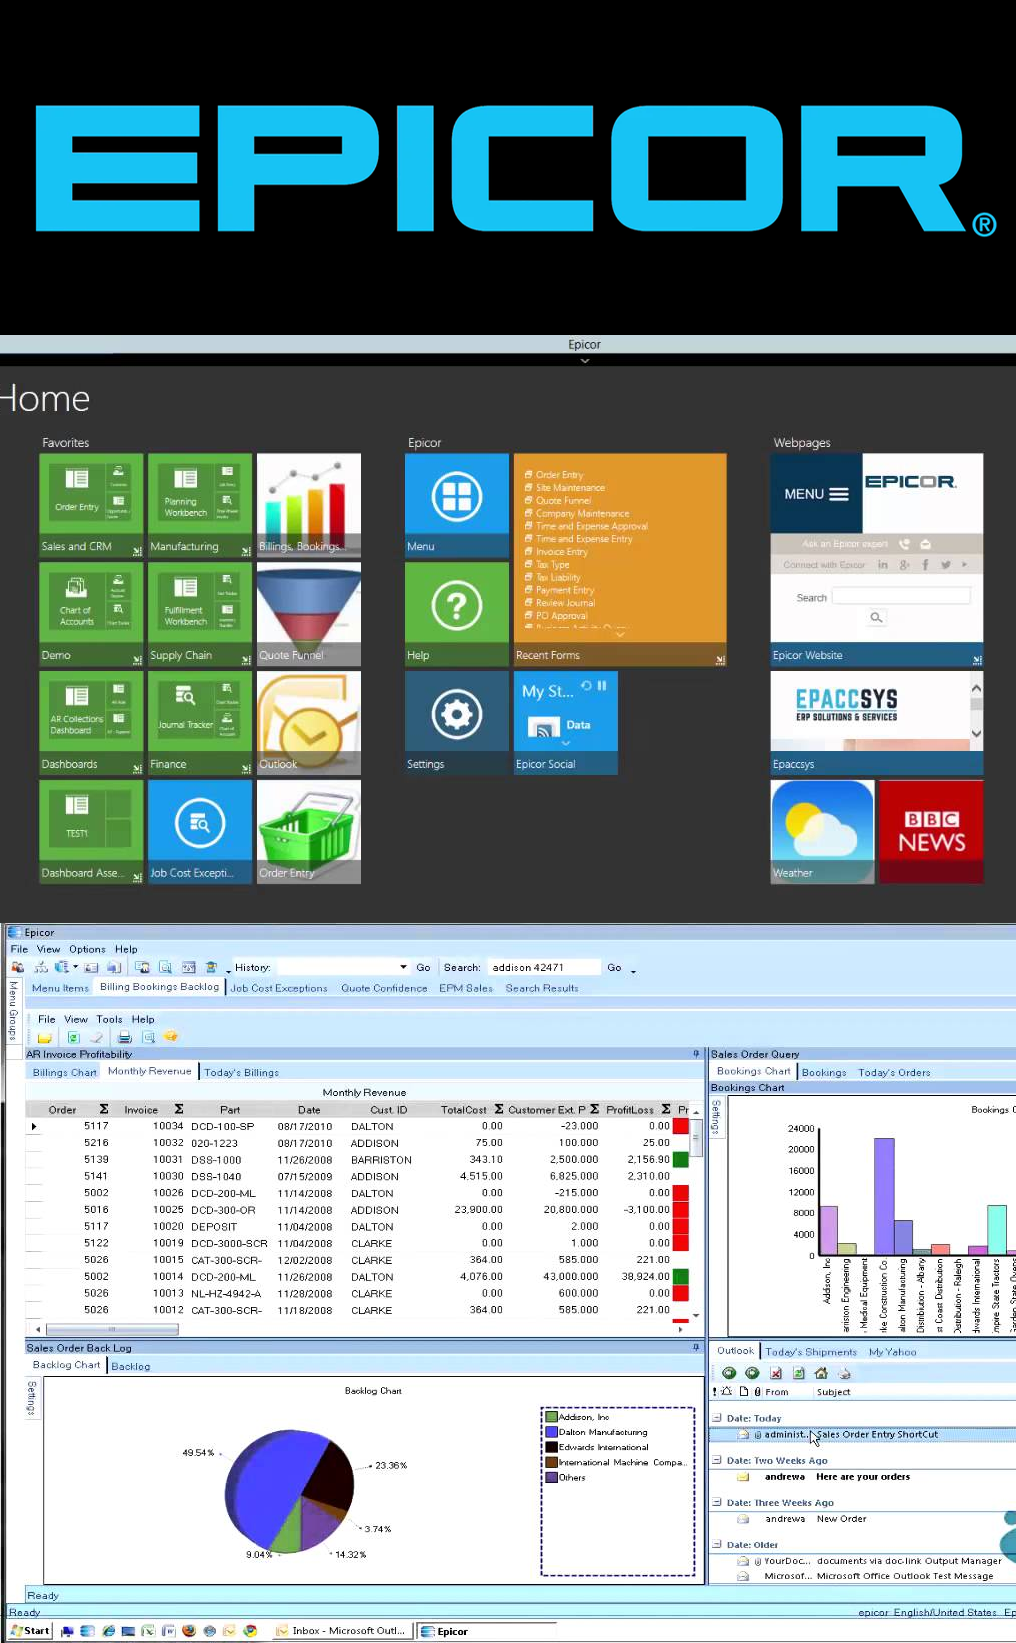 EPICOR®
Epicor
Home
Favorites
Epicor
Webpages
Order Entry
Sales and CRM
Planning Workbench
Manufacturing
Billings, Bookings...
Chart of Accounts
Demo
Fulfillment Workbench
Supply Chain
Quote Funnel
AR Collections Dashboard
Dashboards
Journal Tracker
Finance
Outlook
TEST1
Dashboard Asse...
Job Cost Excepti...
Order Entry
Menu
Help
Settings
Order Entry
Site Maintenance
Quote Funnel
Company Maintenance
Time and Expense Approval
Time and Expense Entry
Invoice Entry
Tax Type
Tax Liability
Payment Entry
Review Journal
PO Approval
Recent Forms
My St...
Data
Epicor Social
MENU
EPICOR.
Ask an Epicor expert
Connect with Epicor
Search
Epicor Website
EPACCSYS
ERP SOLUTIONS & SERVICES
Epaccsys
Weather
BBC
NEWS
Epicor
File View Options Help
History: Go Search: addison 42471 Go
Menu Groups
Menu Items Billing Bookings Backlog Job Cost Exceptions Quote Confidence EPM Sales Search Results
File View Tools Help
AR Invoice Profitability
Billings Chart Monthly Revenue Today's Billings
Monthly Revenue
Order Σ Invoice Σ Part Date Cust. ID TotalCost Σ Customer Ext. P Σ ProfitLoss Σ Pr
5117 10034 DCD-100-SP 08/17/2010 DALTON 0.00 -23.000 0.00
5216 10032 020-1223 08/17/2010 ADDISON 75.00 100.000 25.00
5139 10031 DSS-1000 11/26/2008 BARRISTON 343.10 2,500.000 2,156.90
5141 10030 DSS-1040 07/15/2009 ADDISON 4,515.00 6,825.000 2,310.00
5002 10026 DCD-200-ML 11/14/2008 DALTON 0.00 -215.000 0.00
5016 10025 DCD-300-OR 11/14/2008 ADDISON 23,900.00 20,800.000 -3,100.00
5117 10020 DEPOSIT 11/04/2008 DALTON 0.00 2.000 0.00
5122 10019 DCD-3000-SCR 11/04/2008 CLARKE 0.00 1.000 0.00
5026 10015 CAT-300-SCR- 12/02/2008 CLARKE 364.00 585.000 221.00
5002 10014 DCD-200-ML 11/26/2008 DALTON 4,076.00 43,000.000 38,924.00
5026 10013 NL-HZ-4942-A 11/28/2008 CLARKE 0.00 600.000 0.00
5026 10012 CAT-300-SCR- 11/18/2008 CLARKE 364.00 585.000 221.00
Sales Order Query
Bookings Chart Bookings Today's Orders
Bookings Chart
Settings
Bookings C
24000
20000
16000
12000
8000
4000
0
Addison, Inc
arriston Engineering
Medical Equipment
ke Construction Co.
alton Manufacturing
Distribution - Albany
st Coast Distribution
Distribution - Raleigh
dwards International
mpire State Tractors
Sales Order Back Log
Backlog Chart Backlog
Settings
Backlog Chart
49.54%
23.36%
3.74%
14.32%
9.04%
Addison, Inc
Dalton Manufacturing
Edwards International
International Machine Compa...
Others
Outlook Today's Shipments My Yahoo
! From Subject
Date: Today
administ... Sales Order Entry ShortCut
Date: Two Weeks Ago
andrewa Here are your orders
Date: Three Weeks Ago
andrewa New Order
Date: Older
YourDoc... documents via doc-link Output Manager
Microsof... Microsoft Office Outlook Test Message
Ready
Ready
epicor English/United States Ep
Start Inbox - Microsoft Outl... Epicor